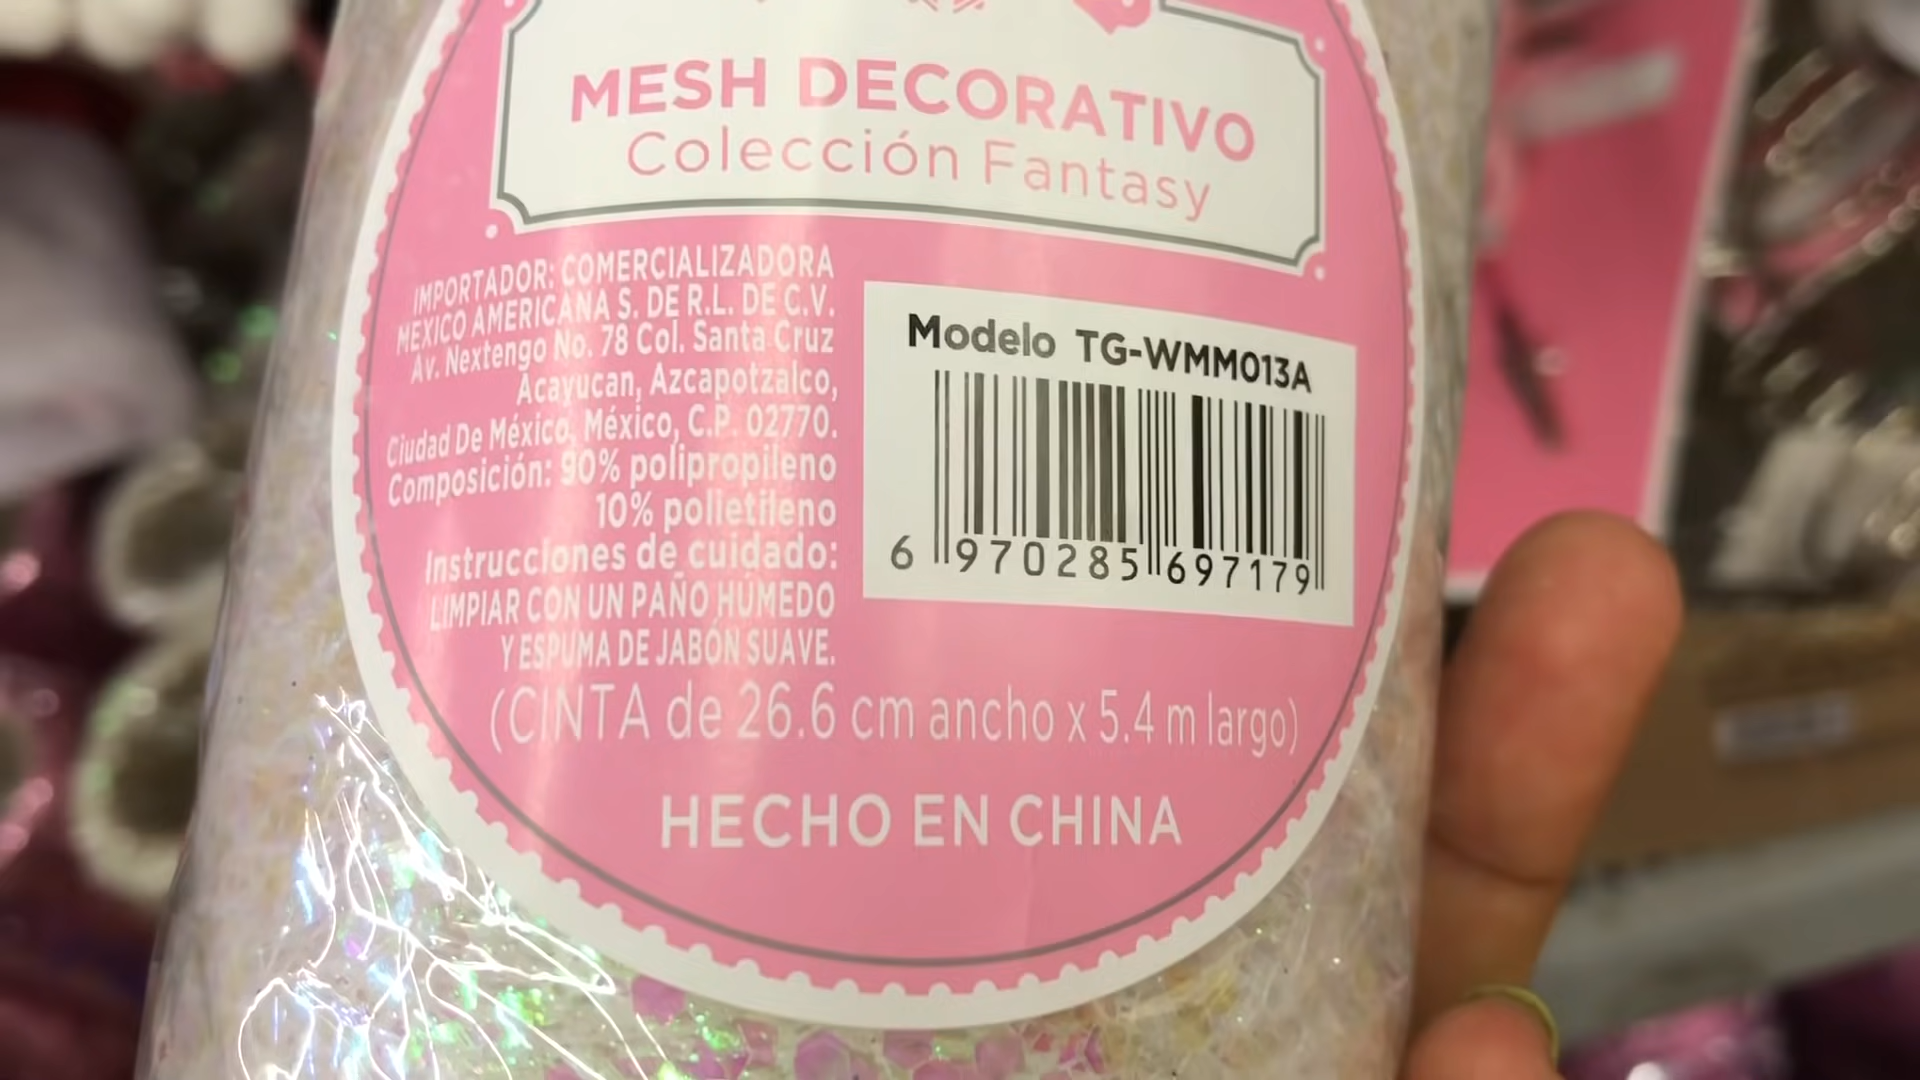 MESH DECORATIVO
Colección Fantasy
IMPORTADOR: COMERCIALIZADORA
MEXICO AMERICANA S. DE R.L. DE C.V.
Av. Nextengo No. 78 Col. Santa Cruz
Acayucan, Azcapotzalco,
Ciudad De México, México, C.P. 02770.
Composición: 90% polipropileno
10% polietileno
Instrucciones de cuidado:
LIMPIAR CON UN PAÑO HÚMEDO
Y ESPUMA DE JABÓN SUAVE.
Modelo TG-WMM013A
6 970285 697179
(CINTA de 26.6 cm ancho x 5.4 m largo)
HECHO EN CHINA